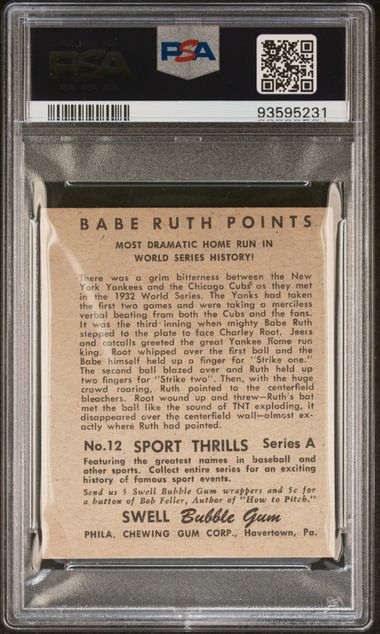 PSA
PSA
93595231
BABE RUTH POINTS
MOST DRAMATIC HOME RUN IN
WORLD SERIES HISTORY!
There was a grim bitterness between the New
York Yankees and the Chicago Cubs as they met
in the 1932 World Series. The Yanks had taken
the first two games and were taking a merciless
verbal beating from both the Cubs and the fans.
It was the third inning when mighty Babe Ruth
stepped to the plate to face Charley Root. Jeers
and catcalls greeted the great Yankee home run
king. Root whipped over the first ball and the
Babe himself held up a finger for "Strike one."
The second ball blazed over and Ruth held up
two fingers for "Strike two". Then, with the huge
crowd roaring, Ruth pointed to the centerfield
bleachers. Root wound up and threw—Ruth's bat
met the ball like the sound of TNT exploding, it
disappeared over the centerfield wall—almost ex-
actly where Ruth had pointed.
No.12 SPORT THRILLS Series A
Featuring the greatest names in baseball and
other sports. Collect entire series for an exciting
history of famous sport events.
Send us 5 Swell Bubble Gum wrappers and 5c for
a button of Bob Feller, Author of "How to Pitch."
SWELL Bubble Gum
PHILA. CHEWING GUM CORP., Havertown, Pa.